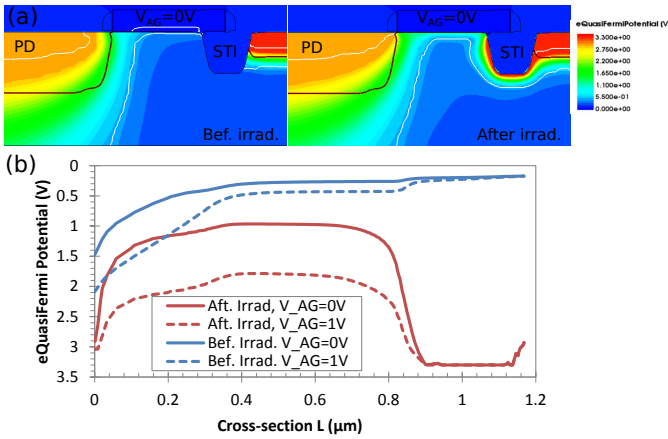 (a)
V_AG=0V
V_AG=0V
eQuasiFermiPotential (V
PD
STI
PD
STI
3.300e+00
2.750e+00
2.200e+00
1.650e+00
1.100e+00
5.500e-01
0.000e+00
Bef. irrad.
After irrad.
(b)
eQuasiFermi Potential (V)
0
0.5
1
1.5
2
2.5
3
3.5
Aft. Irrad, V_AG=0V
Aft. Irrad, V_AG=1V
Bef. Irrad. V_AG=0V
Bef. Irrad. V_AG=1V
0 0.2 0.4 0.6 0.8 1 1.2
Cross-section L (µm)